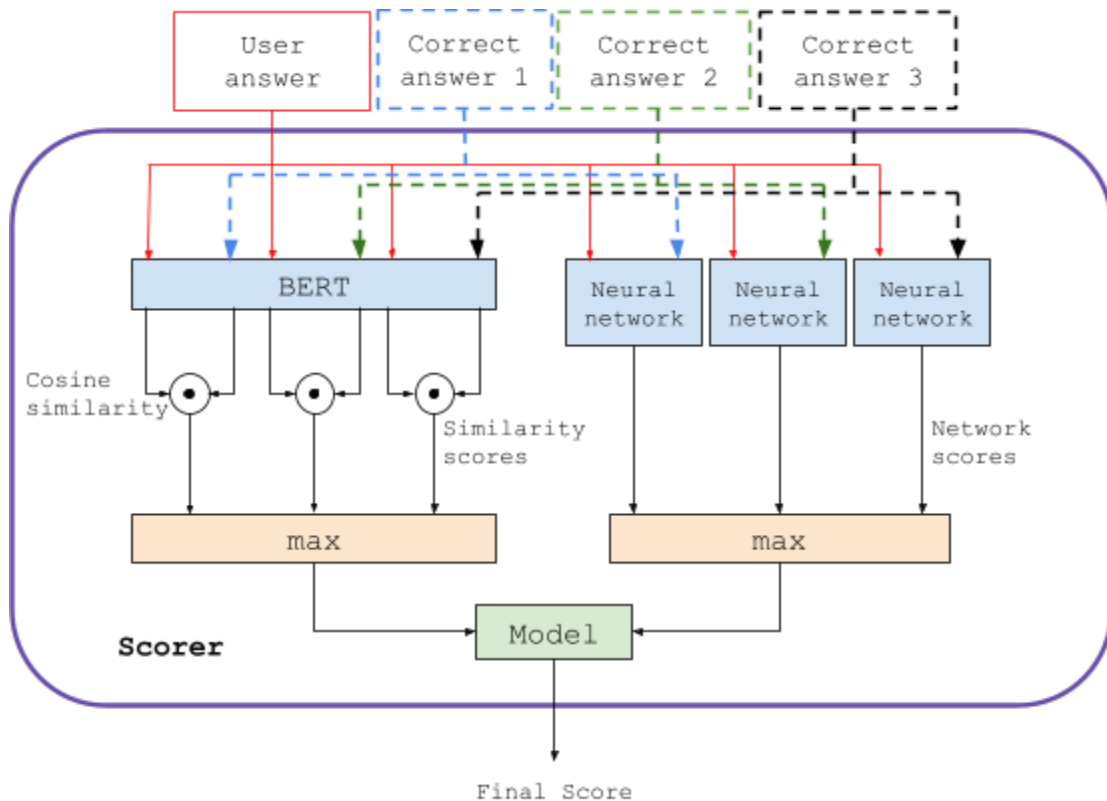 User
answer
Correct
answer 1
Correct
answer 2
Correct
answer 3
BERT
Neural
network
Neural
network
Neural
network
Cosine
similarity
Similarity
scores
Network
scores
max
max
Model
Scorer
Final Score